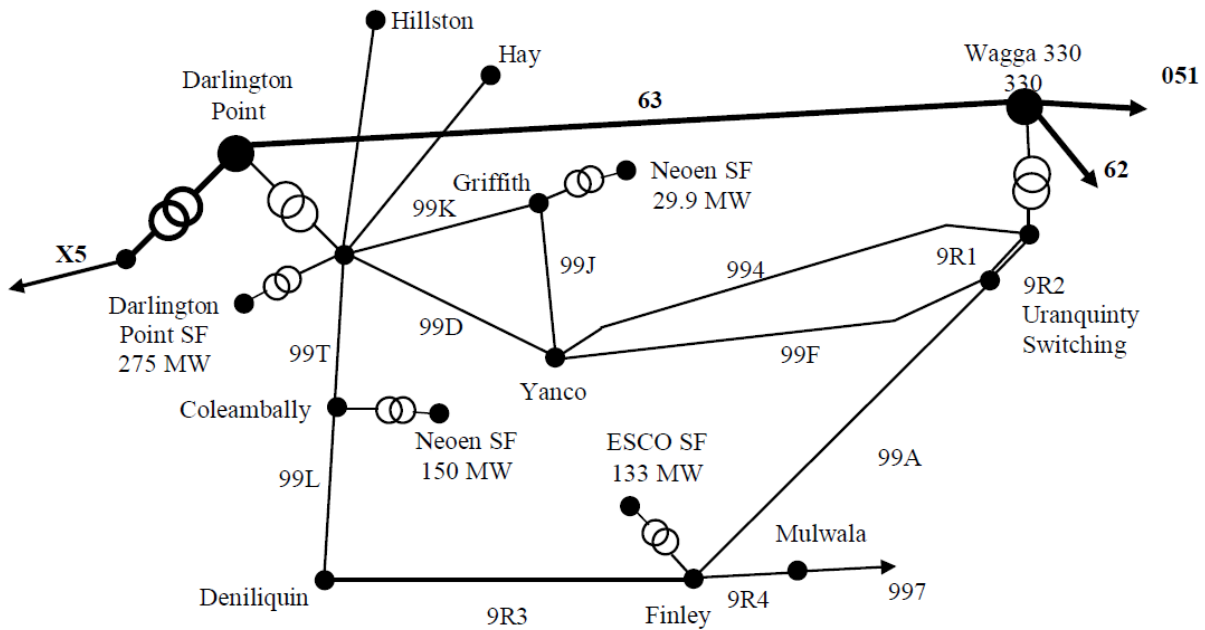 Hillston
Hay
Darlington
Point
Wagga 330
330
051
63
62
Neoen SF
29.9 MW
Griffith
99K
X5
99J
994
9R1
9R2
Uranquinty
Switching
Darlington
Point SF
275 MW
99D
99T
99F
Yanco
Coleambally
Neoen SF
150 MW
ESCO SF
133 MW
99A
99L
Mulwala
Deniliquin
9R3
Finley
9R4
997